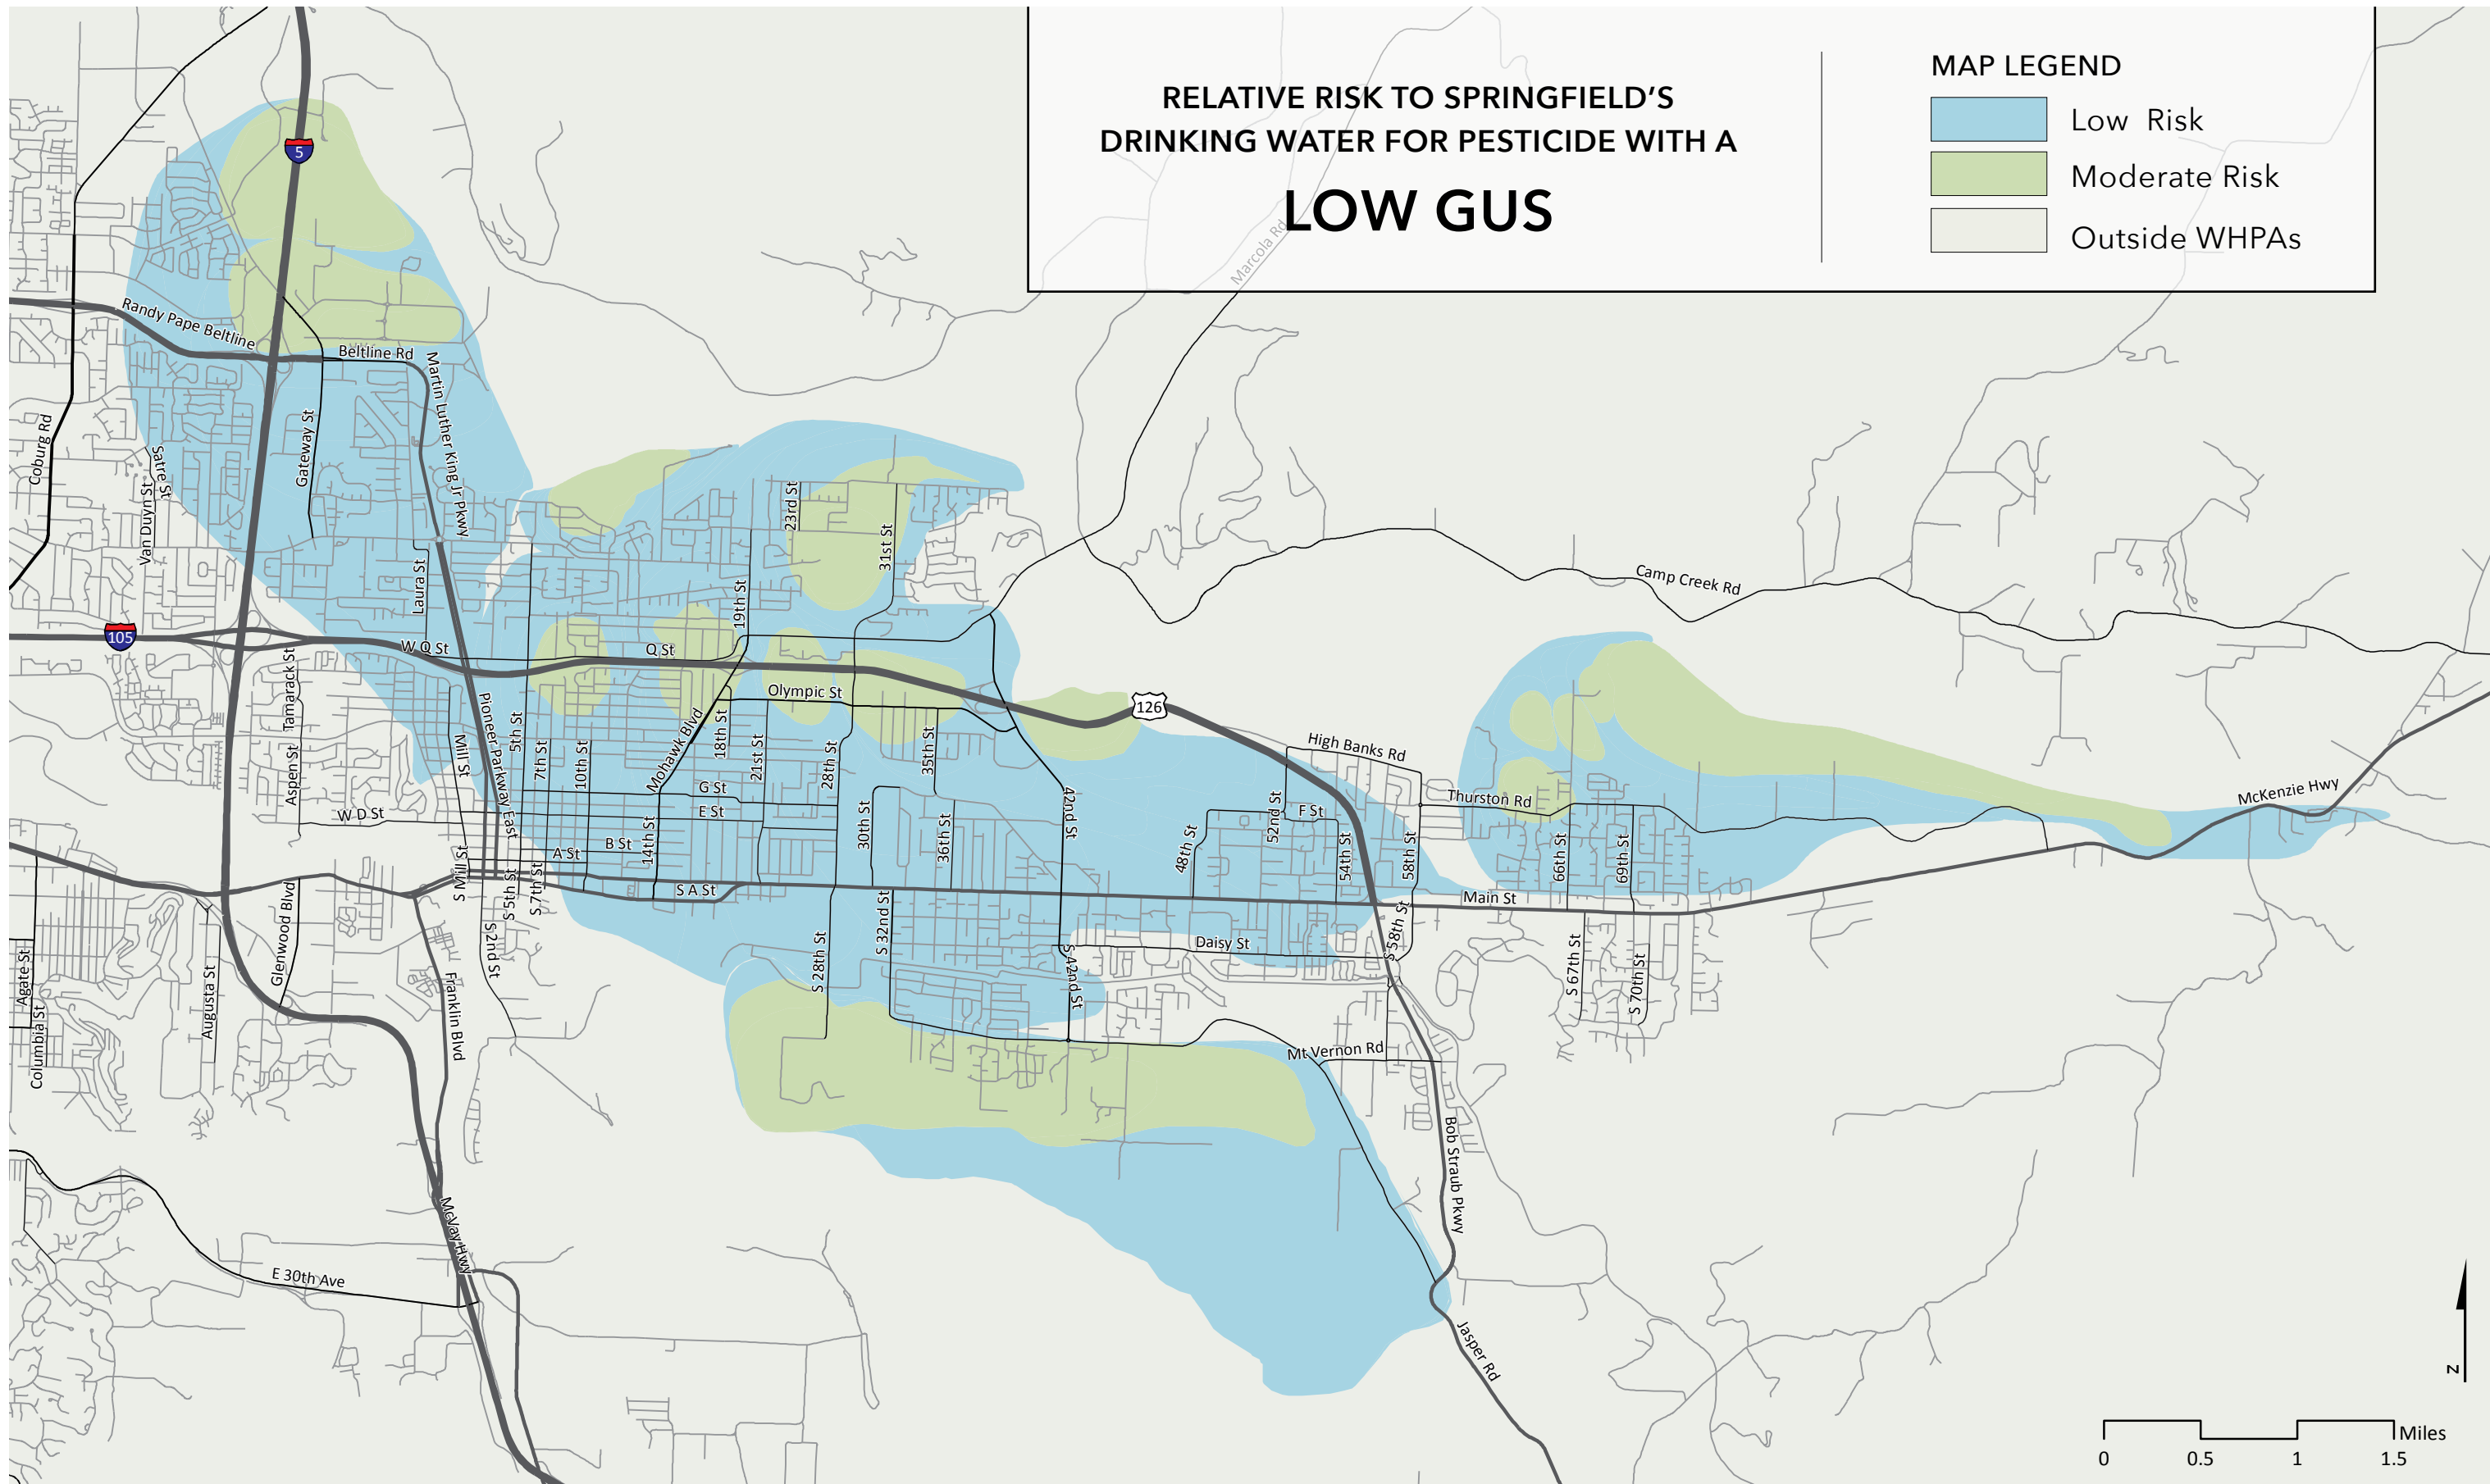 RELATIVE RISK TO SPRINGFIELD'S
DRINKING WATER FOR PESTICIDE WITH A
LOW GUS
MAP LEGEND
Low Risk
Moderate Risk
Outside WHPAs
Marcola Rd
5
Randy Pape Beltline
Beltline Rd
Martin Luther King Jr Pkwy
Coburg Rd
Gateway St
Satre St
Van Duyn St
23rd St
31st St
Laura St
19th St
Camp Creek Rd
105
W Q St
Q St
Tamarack St
Olympic St
126
Pioneer Parkway East
Mohawk Blvd
18th St
5th St
Mill St
7th St
10th St
21st St
28th St
35th St
High Banks Rd
Aspen St
G St
E St
W D St
42nd St
52nd St
F St
Thurston Rd
McKenzie Hwy
B St
A St
14th St
30th St
36th St
48th St
54th St
58th St
66th St
69th St
S Mill St
S 5th St
S 7th St
S A St
Main St
Glenwood Blvd
S 2nd St
S 28th St
S 32nd St
S 42nd St
Daisy St
S 58th St
S 67th St
S 70th St
Agate St
Augusta St
Columbia St
Franklin Blvd
Mt Vernon Rd
Bob Straub Pkwy
McVay Hwy
E 30th Ave
Jasper Rd
N
Miles
0 0.5 1 1.5